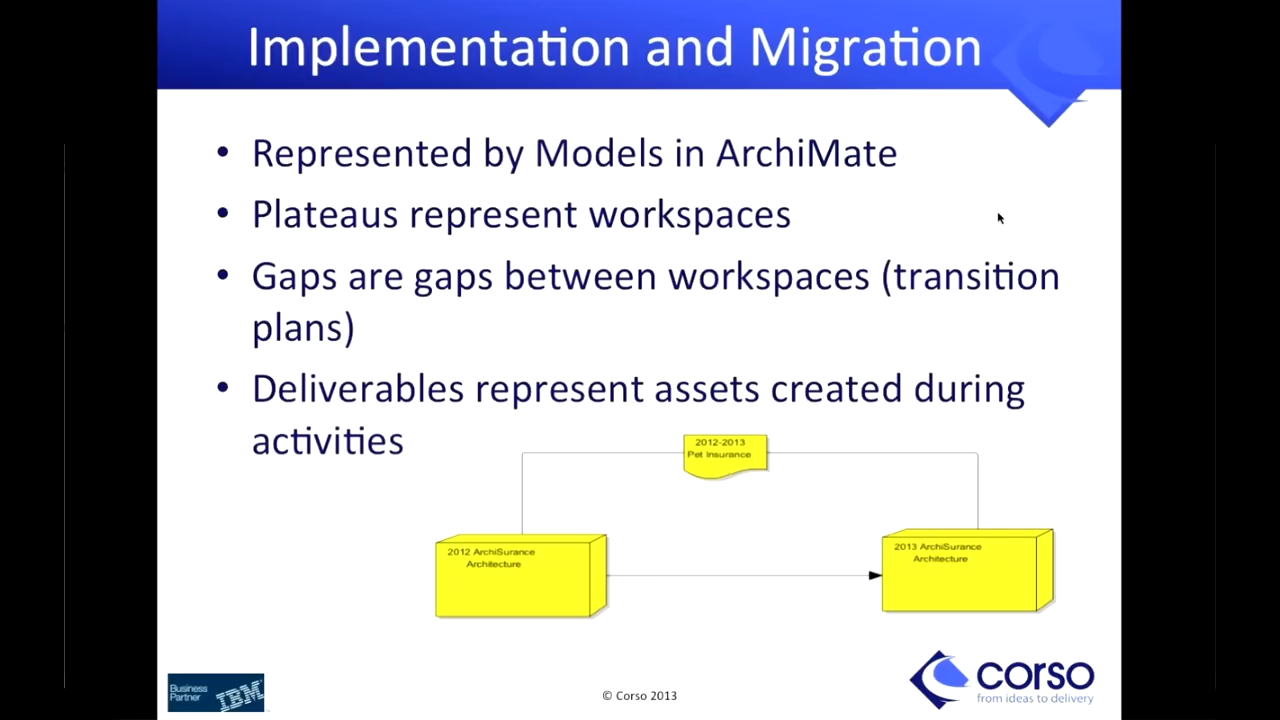 Implementation and Migration
• Represented by Models in ArchiMate
• Plateaus represent workspaces
• Gaps are gaps between workspaces (transition
plans)
• Deliverables represent assets created during
activities
2012-2013
Pet Insurance
2012 ArchiSurance
Architecture
2013 ArchiSurance
Architecture
Business
Partner
IBM
© Corso 2013
corso
from ideas to delivery